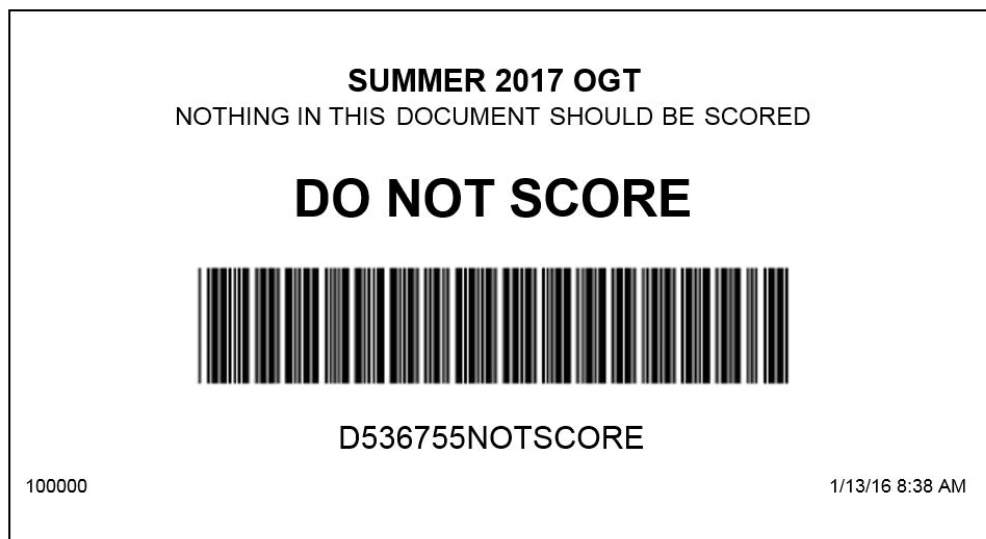 SUMMER 2017 OGT
NOTHING IN THIS DOCUMENT SHOULD BE SCORED
DO NOT SCORE
D536755NOTSCORE
100000
1/13/16 8:38 AM